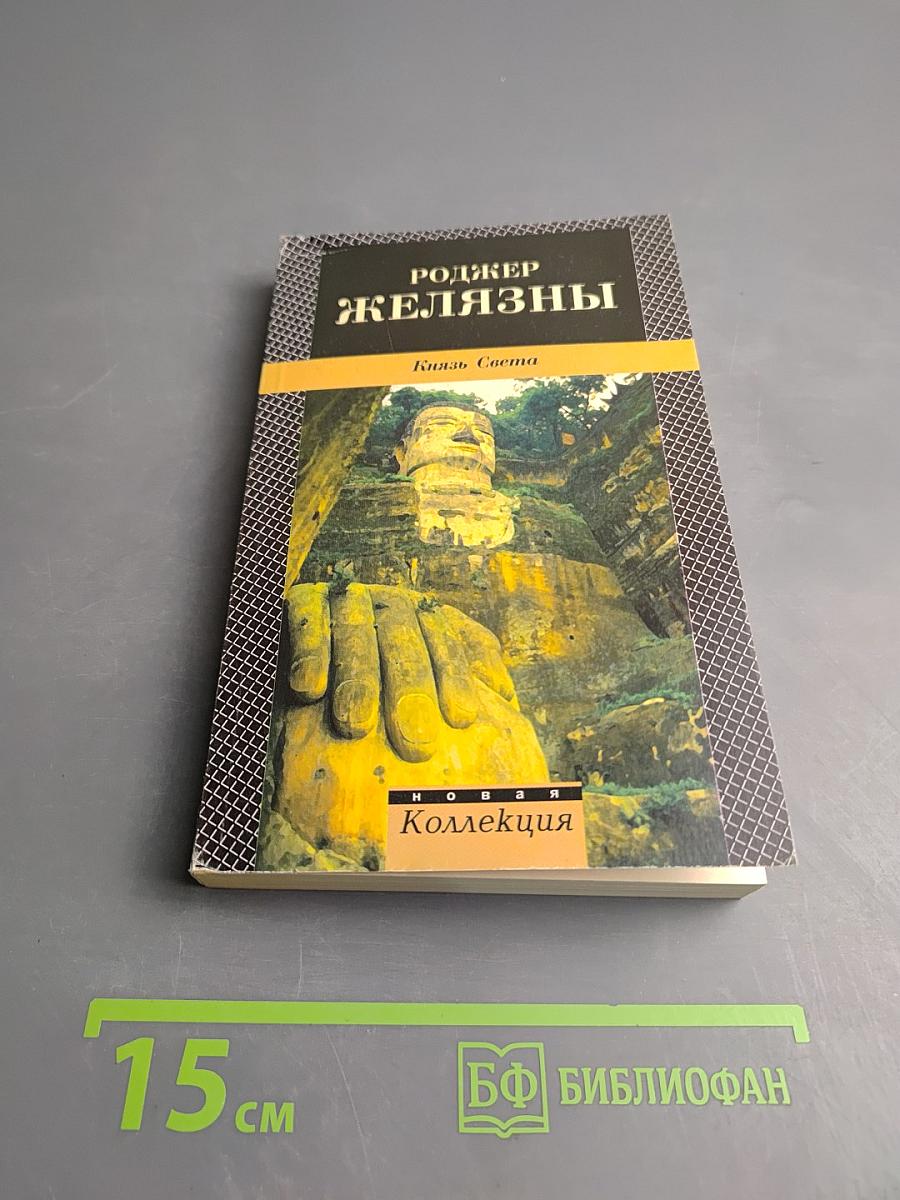 РОДЖЕР
ЖЕЛЯЗНЫ
Князь Света
новая
Коллекция
15 см
БФ БИБЛИОФАН